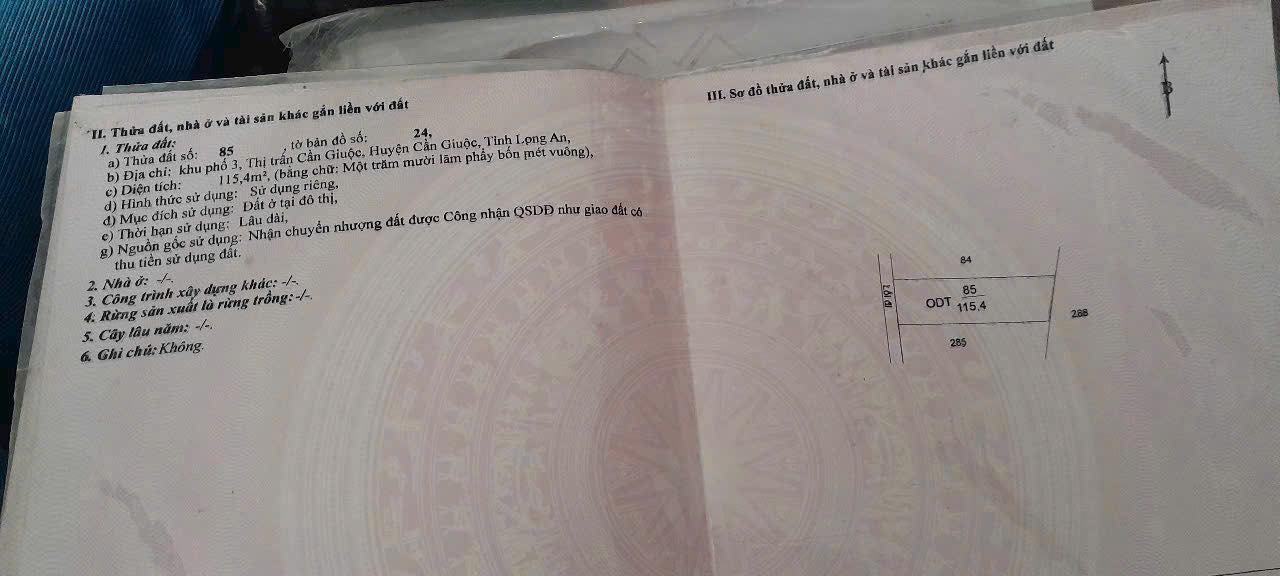 II. Thửa đất, nhà ở và tài sản khác gắn liền với đất
1. Thửa đất:
a) Thửa đất số: 85 , tờ bản đồ số: 24,
b) Địa chỉ: khu phố 3, Thị trấn Cần Giuộc, Huyện Cần Giuộc, Tỉnh Long An,
c) Diện tích: 115,4m², (bằng chữ: Một trăm mười lăm phẩy bốn mét vuông),
d) Hình thức sử dụng: Sử dụng riêng,
đ) Mục đích sử dụng: Đất ở tại đô thị,
e) Thời hạn sử dụng: Lâu dài,
g) Nguồn gốc sử dụng: Nhận chuyển nhượng đất được Công nhận QSDĐ như giao đất có
thu tiền sử dụng đất.
2. Nhà ở: -/-.
3. Công trình xây dựng khác: -/-.
4. Rừng sản xuất là rừng trồng: -/-.
5. Cây lâu năm: -/-.
6. Ghi chú: Không.
III. Sơ đồ thửa đất, nhà ở và tài sản khác gắn liền với đất
B
84
ODT 85
115.4
288
285